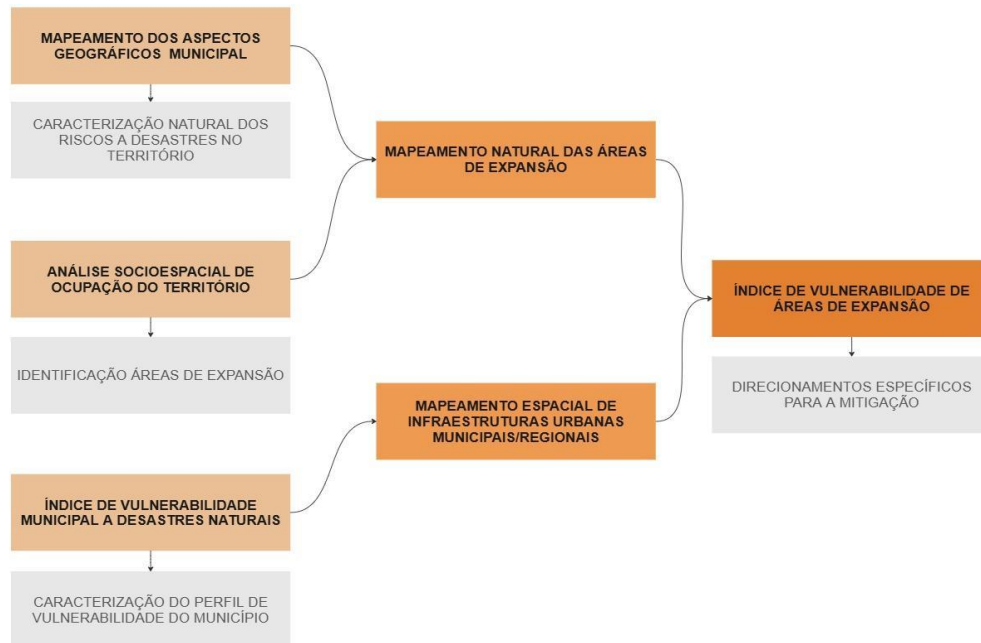 MAPEAMENTO DOS ASPECTOS
GEOGRÁFICOS MUNICIPAL
CARACTERIZAÇÃO NATURAL DOS
RISCOS A DESASTRES NO
TERRITÓRIO
MAPEAMENTO NATURAL DAS ÁREAS
DE EXPANSÃO
ANÁLISE SOCIOESPACIAL DE
OCUPAÇÃO DO TERRITÓRIO
IDENTIFICAÇÃO ÁREAS DE EXPANSÃO
ÍNDICE DE VULNERABILIDADE DE
ÁREAS DE EXPANSÃO
DIRECIONAMENTOS ESPECÍFICOS
PARA A MITIGAÇÃO
MAPEAMENTO ESPACIAL DE
INFRAESTRUTURAS URBANAS
MUNICIPAIS/REGIONAIS
ÍNDICE DE VULNERABILIDADE
MUNICIPAL A DESASTRES NATURAIS
CARACTERIZAÇÃO DO PERFIL DE
VULNERABILIDADE DO MUNICÍPIO